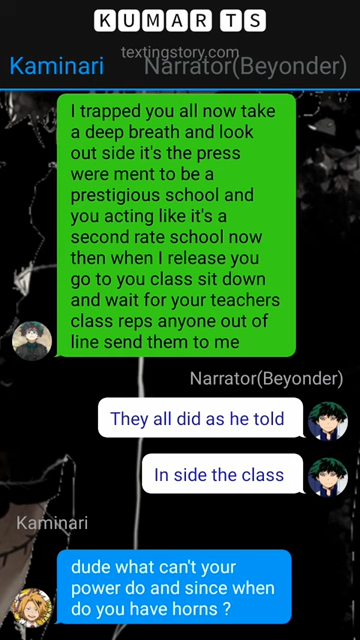 KUMAR TS
textingstory.com
Kaminari Narrator(Beyonder)
I trapped you all now take
a deep breath and look
out side it's the press
were ment to be a
prestigious school and
you acting like it's a
second rate school now
then when I release you
go to you class sit down
and wait for your teachers
class reps anyone out of
line send them to me
Narrator(Beyonder)
They all did as he told
In side the class
Kaminari
dude what can't your
power do and since when
do you have horns ?